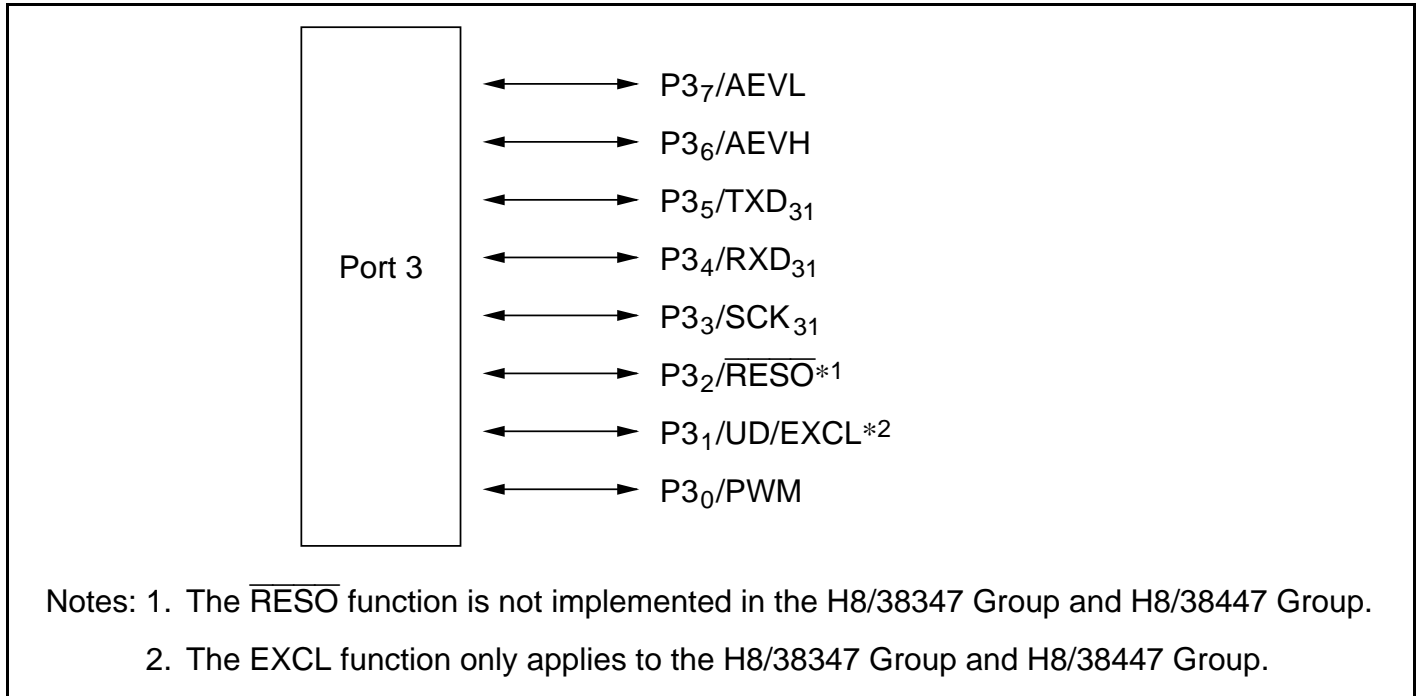 Port 3
P3₇/AEVL
P3₆/AEVH
P3₅/TXD₃₁
P3₄/RXD₃₁
P3₃/SCK₃₁
P3₂/R̅E̅S̅O̅*1
P3₁/UD/EXCL*2
P3₀/PWM
Notes: 1. The R̅E̅S̅O̅ function is not implemented in the H8/38347 Group and H8/38447 Group.
2. The EXCL function only applies to the H8/38347 Group and H8/38447 Group.